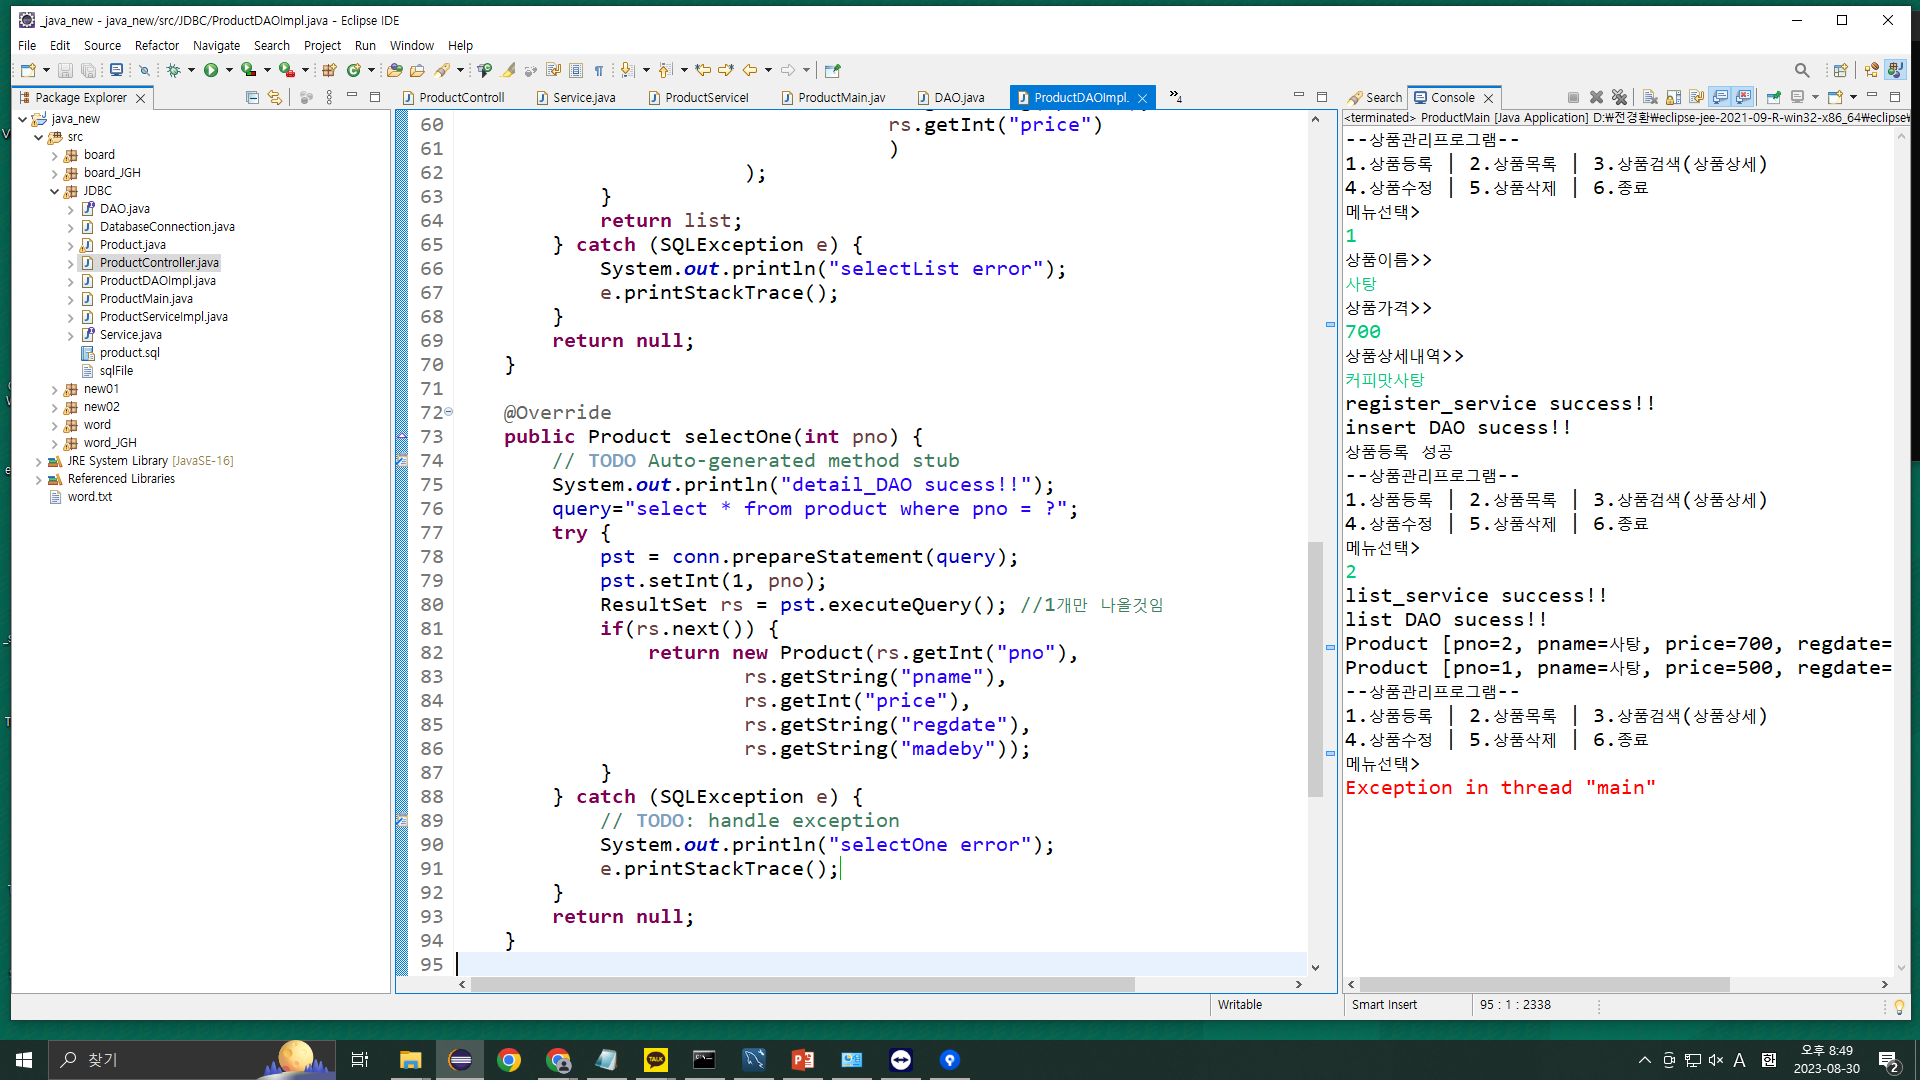 _java_new - java_new/src/JDBC/ProductDAOImpl.java - Eclipse IDE
File Edit Source Refactor Navigate Search Project Run Window Help
Package Explorer
java_new
src
board
board_JGH
JDBC
DAO.java
DatabaseConnection.java
Product.java
ProductController.java
ProductDAOImpl.java
ProductMain.java
ProductServiceImpl.java
Service.java
product.sql
sqlFile
new01
new02
word
word_JGH
JRE System Library [JavaSE-16]
Referenced Libraries
word.txt
ProductControll Service.java ProductServiceI ProductMain.jav DAO.java ProductDAOImpl. »4
60 rs.getInt("price")
61 )
62 );
63 }
64 return list;
65 } catch (SQLException e) {
66 System.out.println("selectList error");
67 e.printStackTrace();
68 }
69 return null;
70 }
71
72 @Override
73 public Product selectOne(int pno) {
74 // TODO Auto-generated method stub
75 System.out.println("detail_DAO sucess!!");
76 query="select * from product where pno = ?";
77 try {
78 pst = conn.prepareStatement(query);
79 pst.setInt(1, pno);
80 ResultSet rs = pst.executeQuery(); //1개만 나올것임
81 if(rs.next()) {
82 return new Product(rs.getInt("pno"),
83 rs.getString("pname"),
84 rs.getInt("price"),
85 rs.getString("regdate"),
86 rs.getString("madeby"));
87 }
88 } catch (SQLException e) {
89 // TODO: handle exception
90 System.out.println("selectOne error");
91 e.printStackTrace();
92 }
93 return null;
94 }
95
Search Console
<terminated> ProductMain [Java Application] D:₩전경환₩eclipse-jee-2021-09-R-win32-x86_64₩eclipse₩
--상품관리프로그램--
1.상품등록 | 2.상품목록 | 3.상품검색(상품상세)
4.상품수정 | 5.상품삭제 | 6.종료
메뉴선택>
1
상품이름>>
사탕
상품가격>>
700
상품상세내역>>
커피맛사탕
register_service success!!
insert DAO sucess!!
상품등록 성공
--상품관리프로그램--
1.상품등록 | 2.상품목록 | 3.상품검색(상품상세)
4.상품수정 | 5.상품삭제 | 6.종료
메뉴선택>
2
list_service success!!
list DAO sucess!!
Product [pno=2, pname=사탕, price=700, regdate=
Product [pno=1, pname=사탕, price=500, regdate=
--상품관리프로그램--
1.상품등록 | 2.상품목록 | 3.상품검색(상품상세)
4.상품수정 | 5.상품삭제 | 6.종료
메뉴선택>
Exception in thread "main"
Writable Smart Insert 95 : 1 : 2338
찾기
TALK
A
오후 8:49
2023-08-30
2